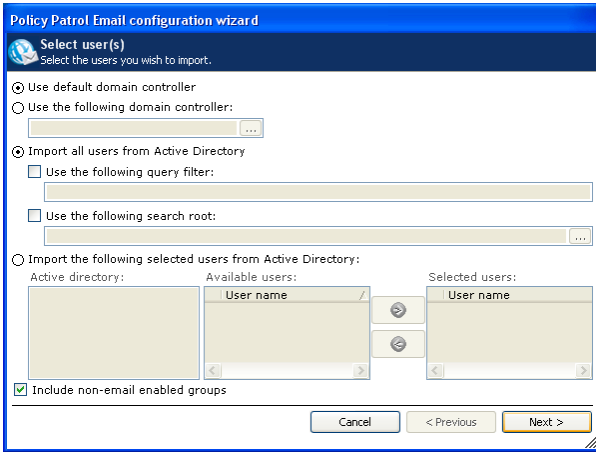 Policy Patrol Email configuration wizard
Select user(s)
Select the users you wish to import.
Use default domain controller
Use the following domain controller:
...
Import all users from Active Directory
Use the following query filter:
Use the following search root:
...
Import the following selected users from Active Directory:
Active directory: Available users: Selected users:
User name User name
Include non-email enabled groups
Cancel < Previous Next >